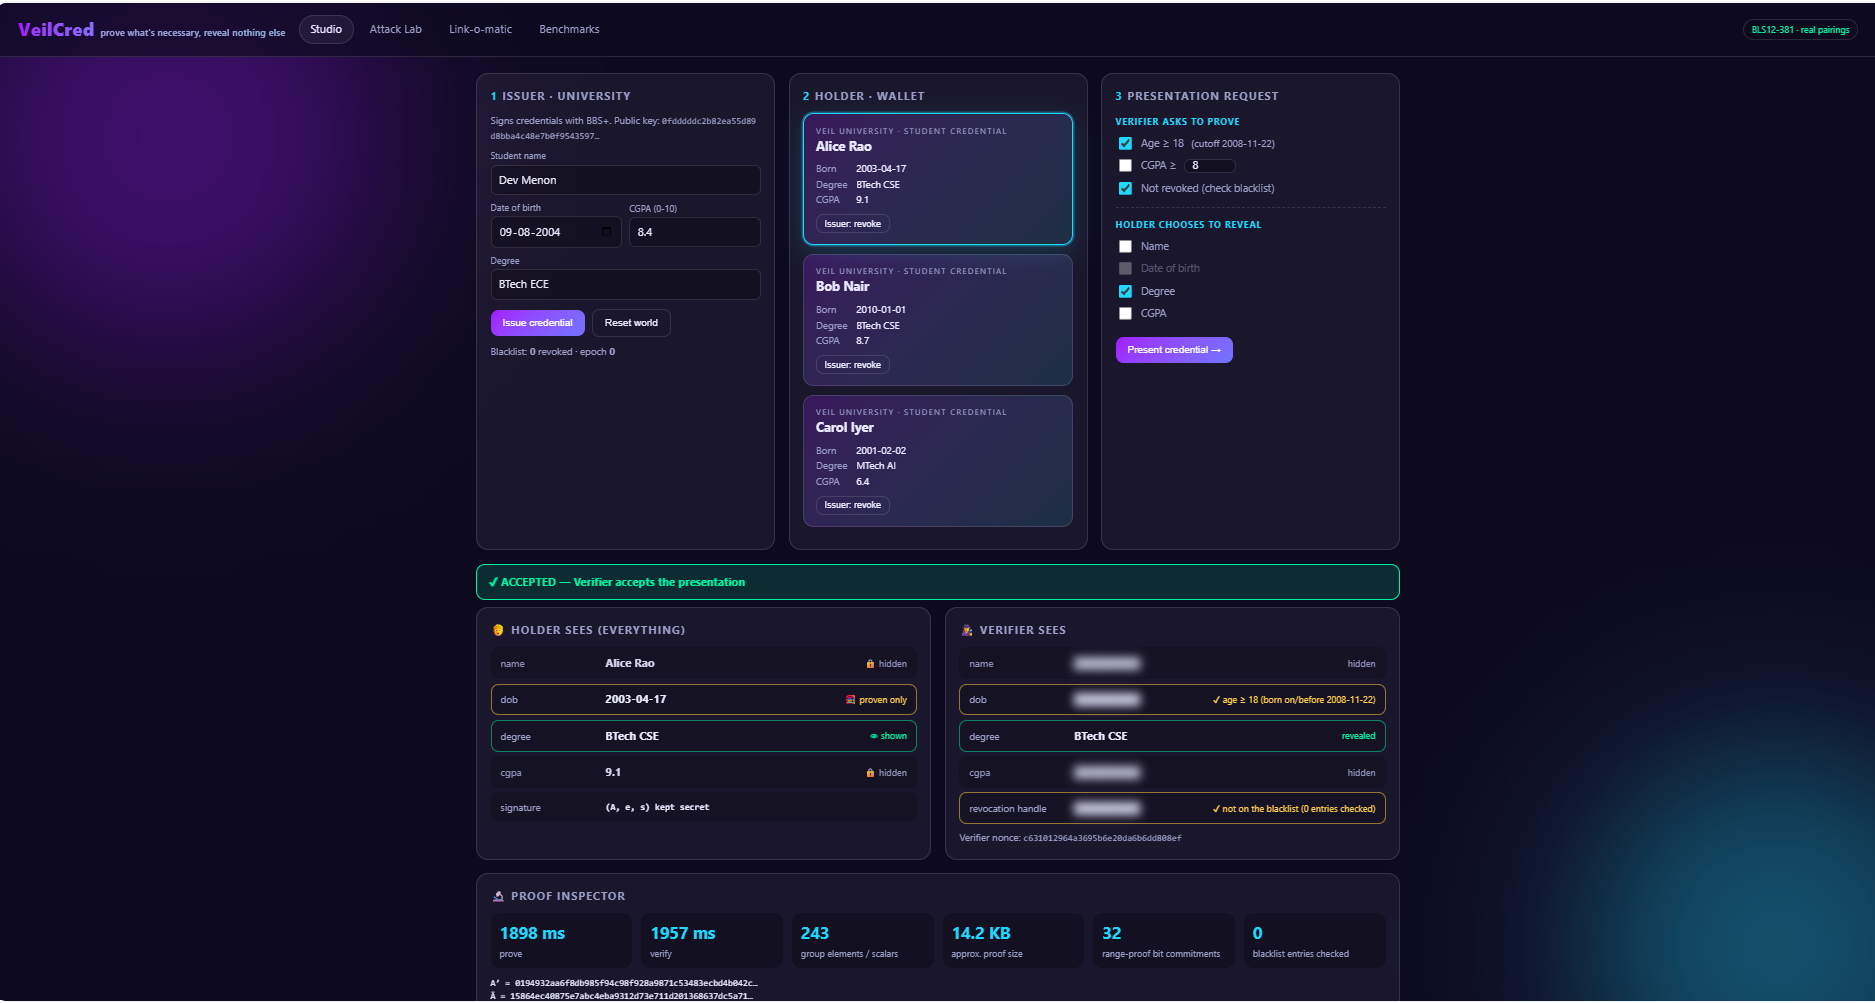 VeilCred prove what's necessary, reveal nothing else
Studio
Attack Lab
Link-o-matic
Benchmarks
BLS12-381 · real pairings
1 ISSUER · UNIVERSITY
Signs credentials with BBS+. Public key: 0fdddddc2b82ea55d89
d8bba4c48e7b0f9543597…
Student name
Dev Menon
Date of birth
CGPA (0-10)
09-08-2004
8.4
Degree
BTech ECE
Issue credential
Reset world
Blacklist: 0 revoked · epoch 0
2 HOLDER · WALLET
VEIL UNIVERSITY · STUDENT CREDENTIAL
Alice Rao
Born 2003-04-17
Degree BTech CSE
CGPA 9.1
Issuer: revoke
VEIL UNIVERSITY · STUDENT CREDENTIAL
Bob Nair
Born 2010-01-01
Degree BTech CSE
CGPA 8.7
Issuer: revoke
VEIL UNIVERSITY · STUDENT CREDENTIAL
Carol Iyer
Born 2001-02-02
Degree MTech AI
CGPA 6.4
Issuer: revoke
3 PRESENTATION REQUEST
VERIFIER ASKS TO PROVE
Age ≥ 18 (cutoff 2008-11-22)
CGPA ≥ 8
Not revoked (check blacklist)
HOLDER CHOOSES TO REVEAL
Name
Date of birth
Degree
CGPA
Present credential →
✓ ACCEPTED — Verifier accepts the presentation
HOLDER SEES (EVERYTHING)
name Alice Rao hidden
dob 2003-04-17 proven only
degree BTech CSE shown
cgpa 9.1 hidden
signature (A, e, s) kept secret
VERIFIER SEES
name hidden
dob ✓ age ≥ 18 (born on/before 2008-11-22)
degree BTech CSE revealed
cgpa hidden
revocation handle ✓ not on the blacklist (0 entries checked)
Verifier nonce: c631012964a3695b6e20da6b6dd808ef
PROOF INSPECTOR
1898 ms
prove
1957 ms
verify
243
group elements / scalars
14.2 KB
approx. proof size
32
range-proof bit commitments
0
blacklist entries checked
A′ = 0194932aa6f8db985f94c98f928a9871c53483ecbd4b042c…
Ā = 15864ec40875e7abc4eba9312d73e711d201368637dc5a71…